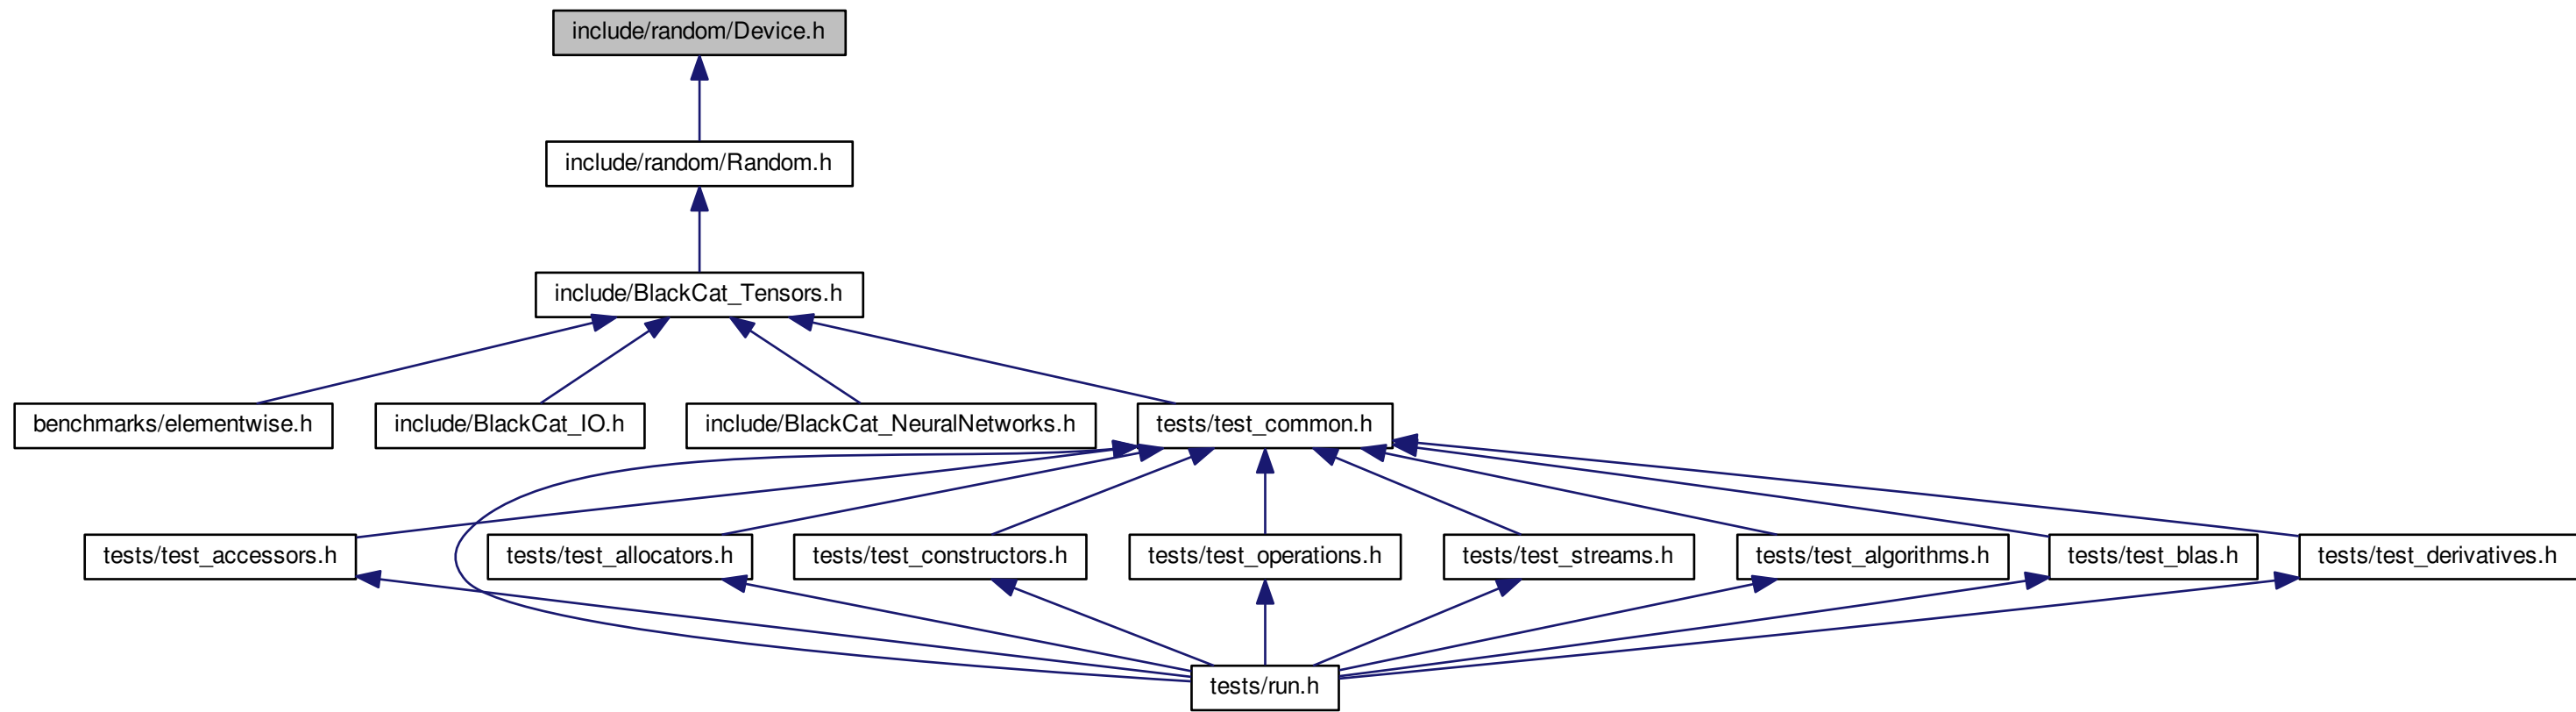 include/random/Device.h
include/random/Random.h
include/BlackCat_Tensors.h
benchmarks/elementwise.h
include/BlackCat_IO.h
include/BlackCat_NeuralNetworks.h
tests/test_common.h
tests/test_accessors.h
tests/test_allocators.h
tests/test_constructors.h
tests/test_operations.h
tests/test_streams.h
tests/test_algorithms.h
tests/test_blas.h
tests/test_derivatives.h
tests/run.h